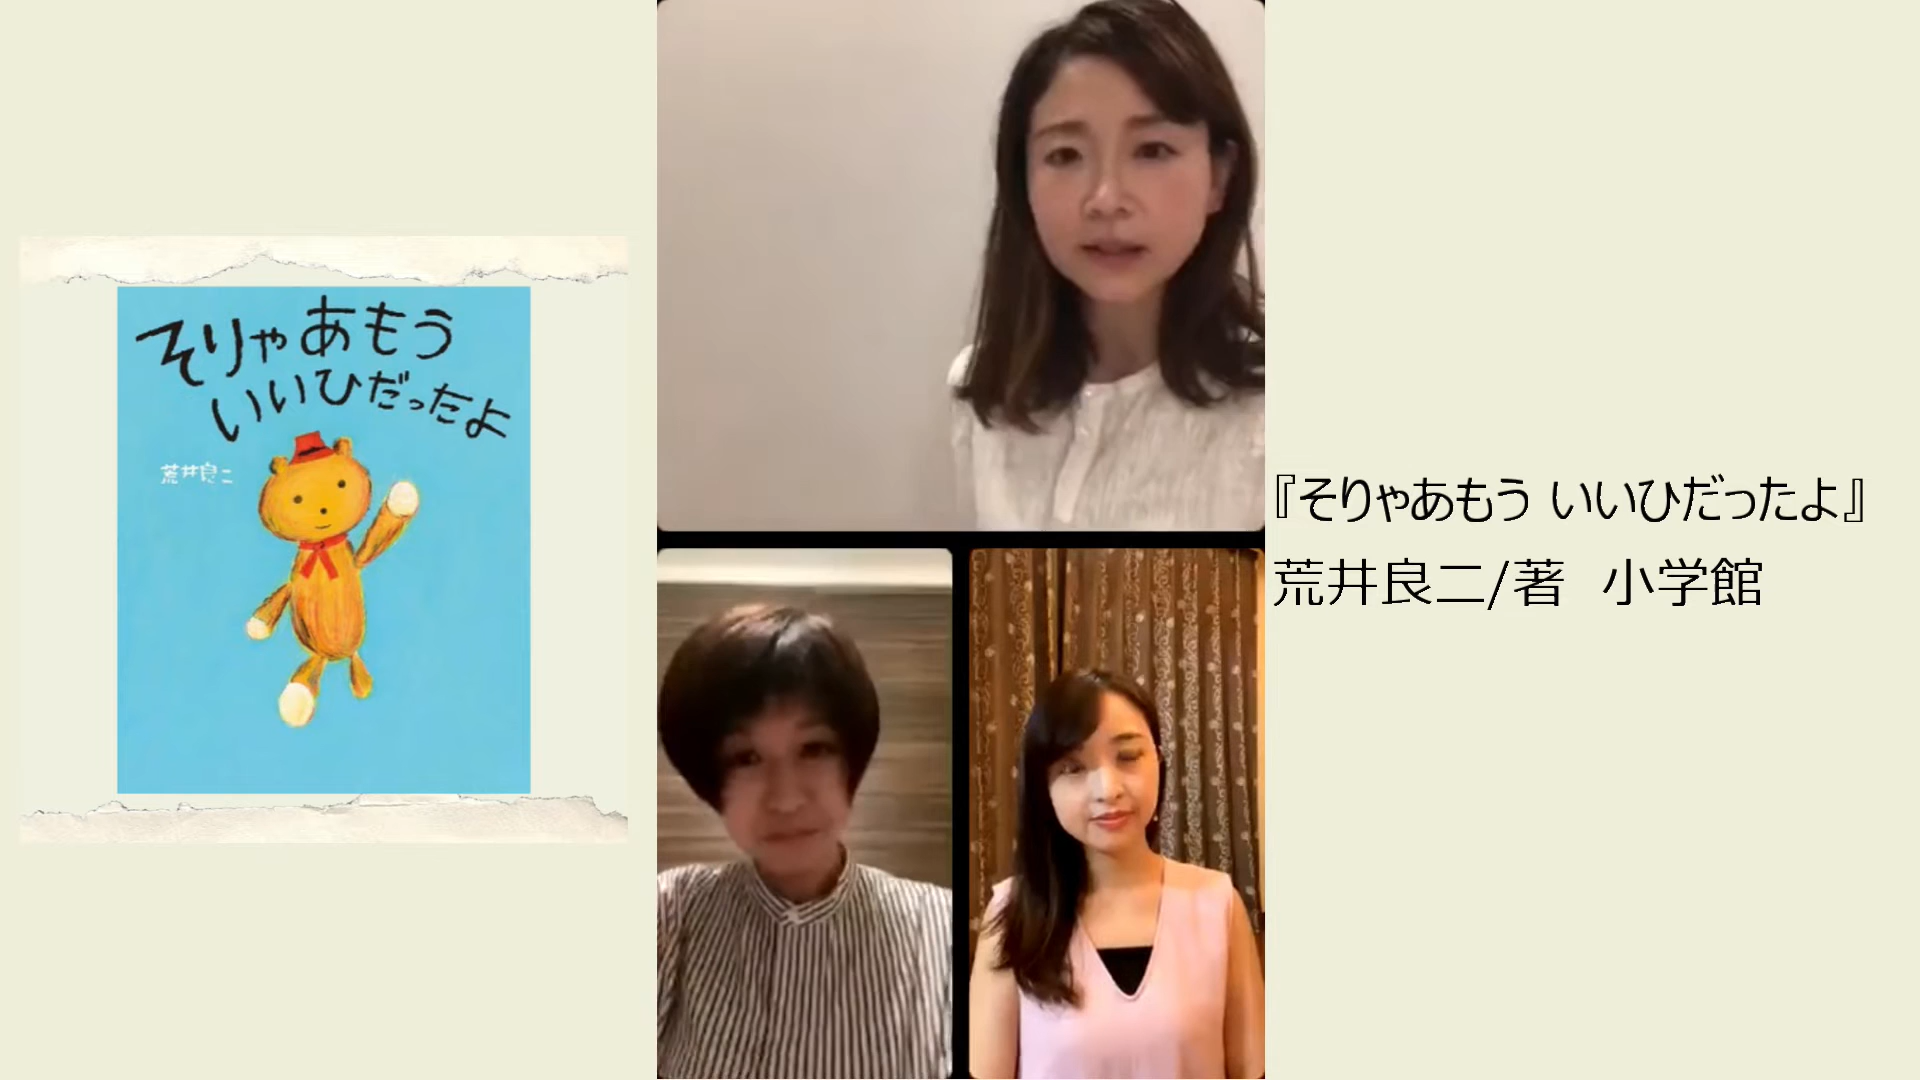 そりゃあもう
いいひだったよ
荒井良二
『そりゃあもう いいひだったよ』
荒井良二/著 小学館